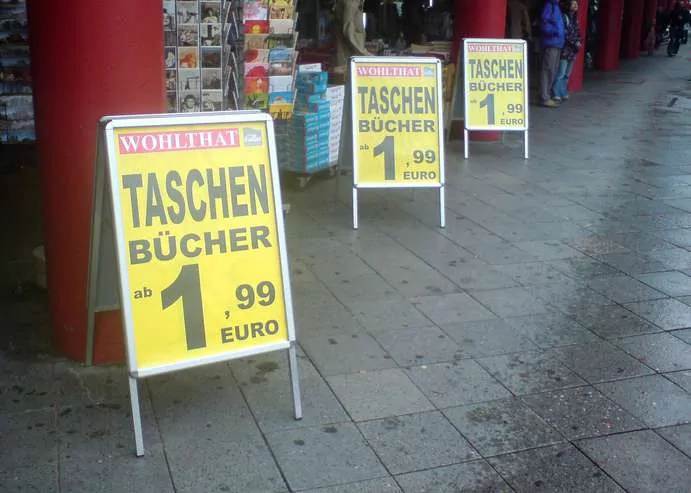 WOHLTHAT
TASCHEN
BÜCHER
ab 1,99
EURO
WOHLTHAT
TASCHEN
BÜCHER
ab 1,99
EURO
WOHLTHAT
TASCHEN
BÜCHER
ab 1,99
EURO